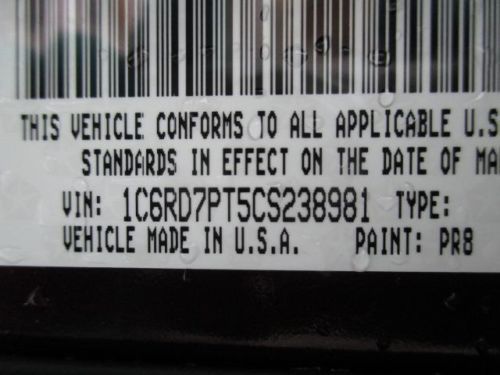 THIS VEHICLE CONFORMS TO ALL APPLICABLE U.S
STANDARDS IN EFFECT ON THE DATE OF MA
VIN: 1C6RD7PT5CS238981 TYPE:
VEHICLE MADE IN U.S.A. PAINT: PR8